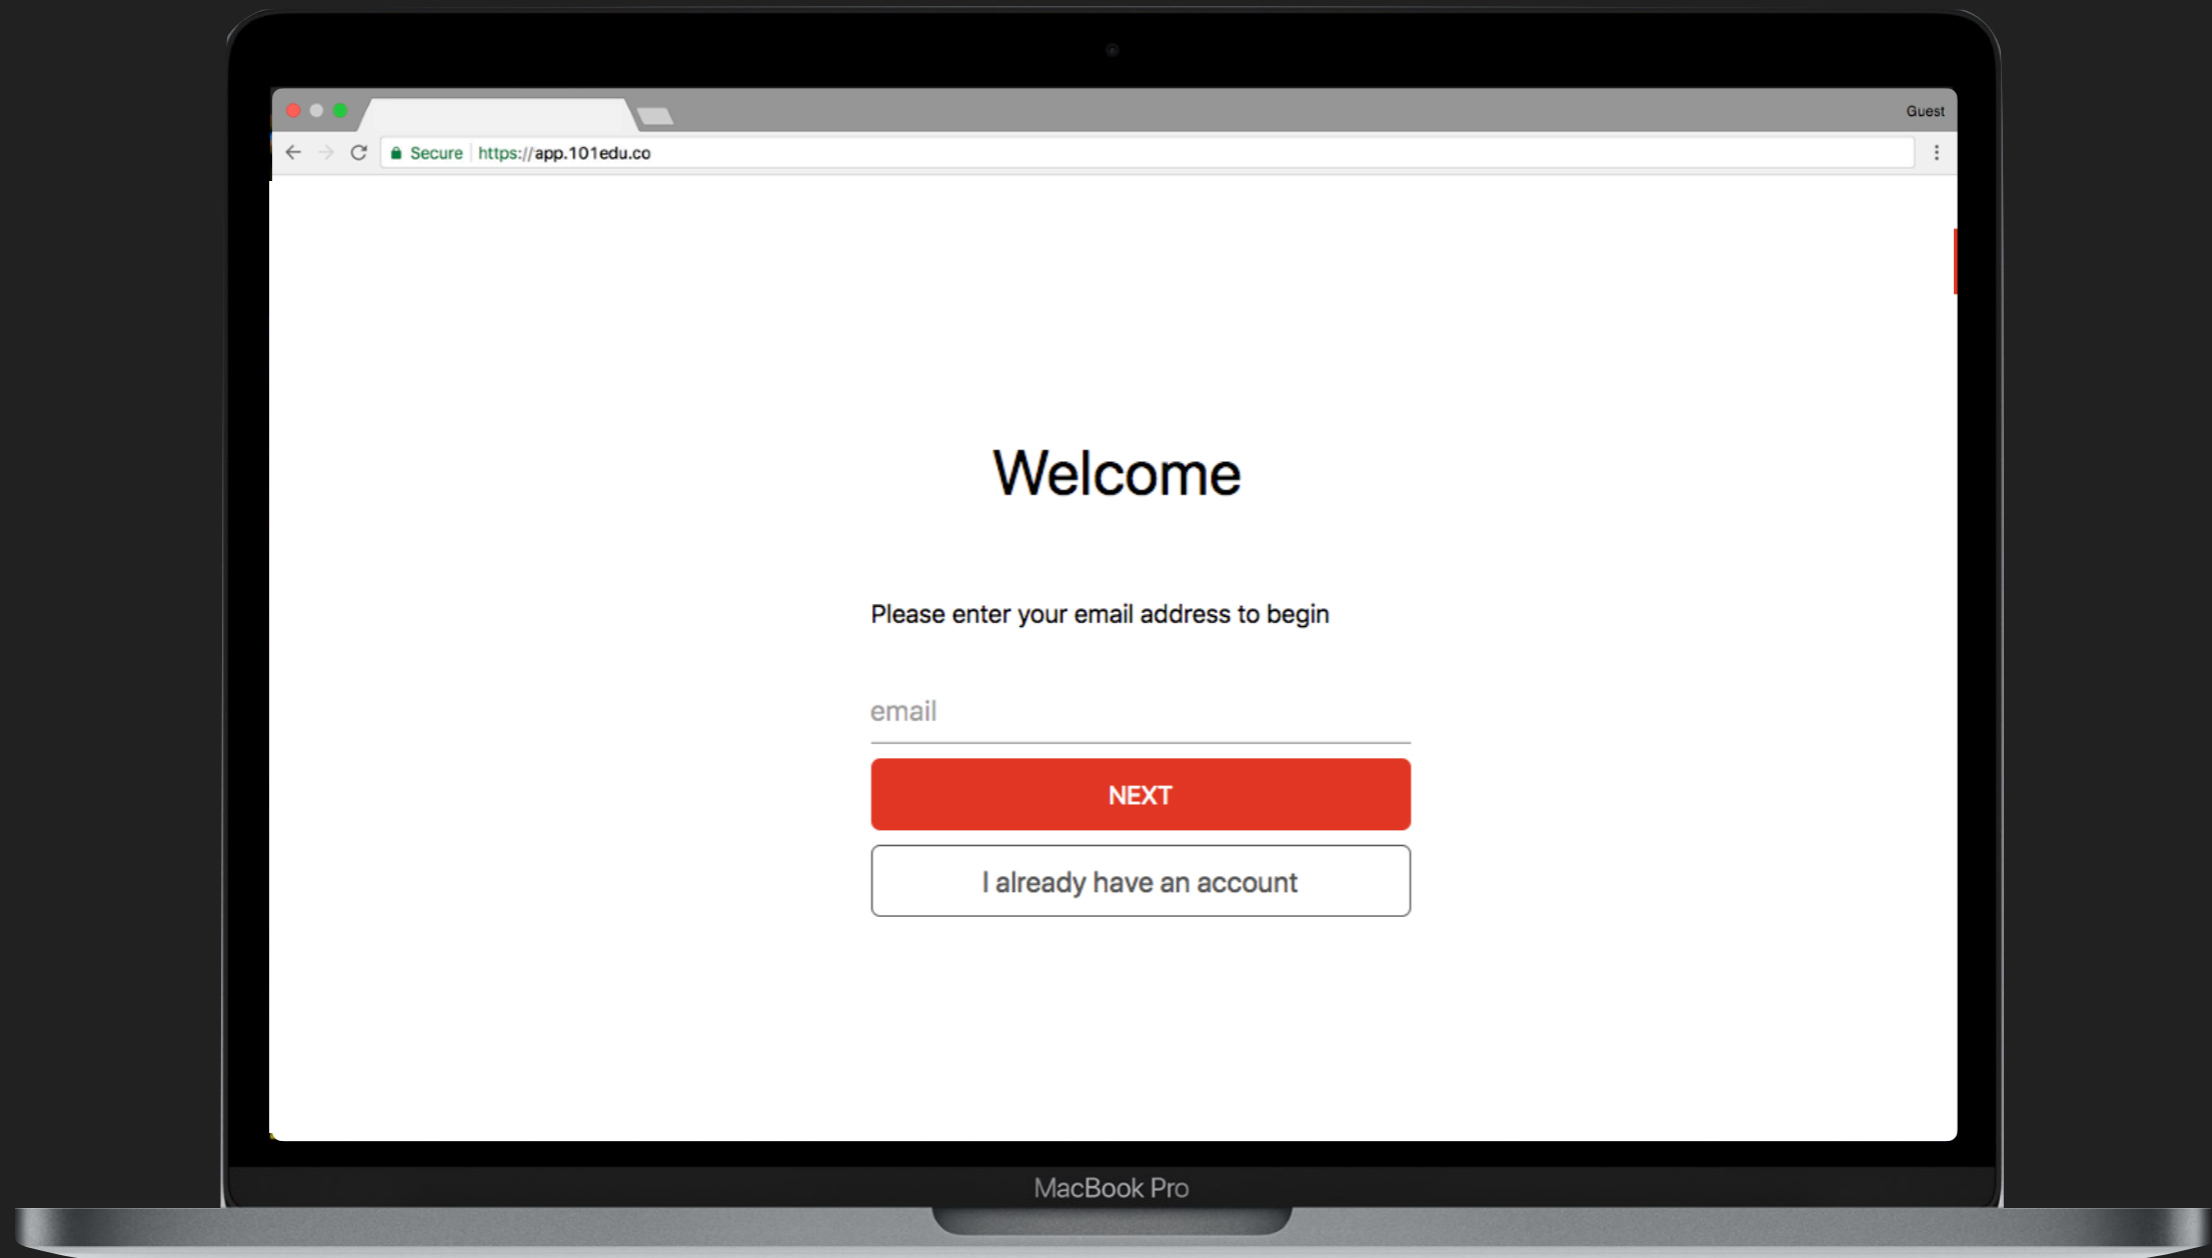 Guest
Secure https://app.101edu.co
Welcome
Please enter your email address to begin
email
NEXT
I already have an account
MacBook Pro